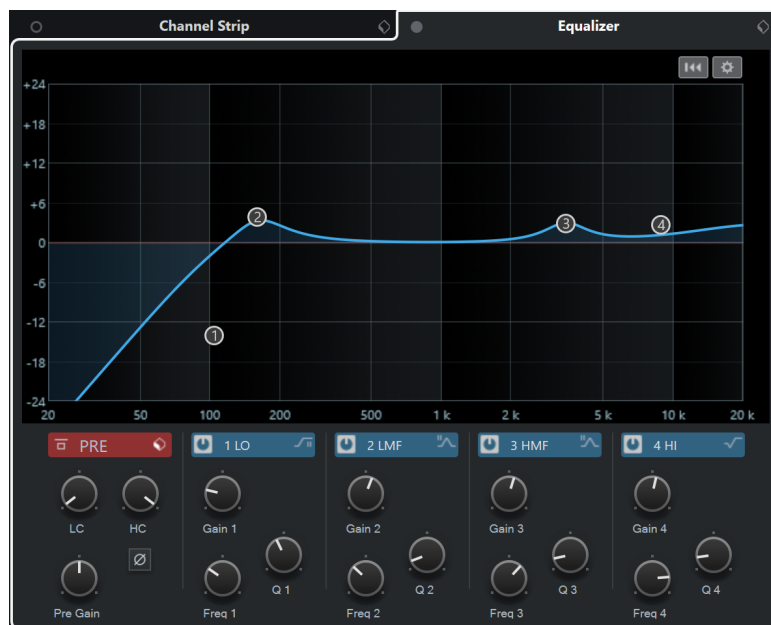 Channel Strip
Equalizer
+24
+18
+12
+6
0
-6
-12
-18
-24
1
2
3
4
20 50 100 200 500 1 k 2 k 5 k 10 k 20 k
PRE
1 LO
2 LMF
3 HMF
4 HI
LC HC Gain 1 Gain 2 Gain 3 Gain 4
Q 1 Q 2 Q 3 Q 4
Pre Gain Ø Freq 1 Freq 2 Freq 3 Freq 4